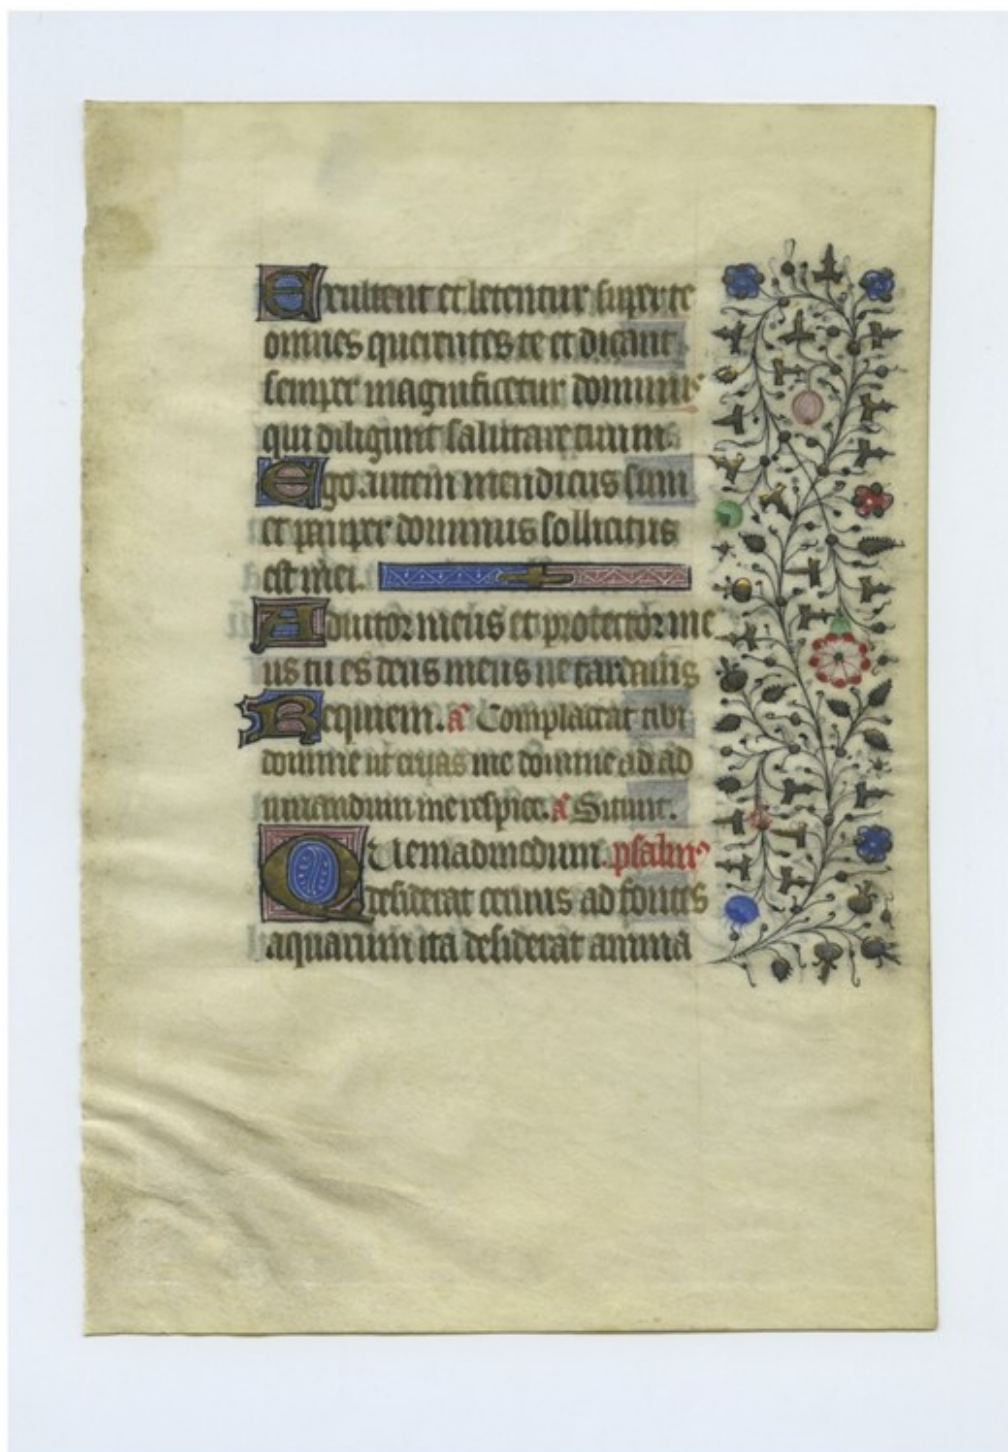 Exultent et letentur super te
omnes querentes te et dicant
semper magnificetur dominus
qui diligunt salutare tuum
Ego autem mendicus sum
et pauper dominus sollicitus
est mei.
Adiutor meus et protector me
us tu es deus meus ne tardaveris
Requiem. a Complaceat tibi
domine ut eripias me domine ad ad
iuvandum me respice. a Sitivit.
Quemadmodum. psalmus
desiderat cervus ad fontes
aquarum ita desiderat anima